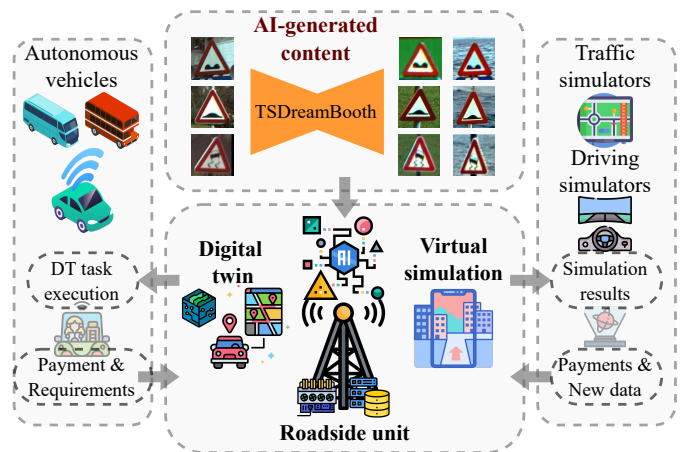 Autonomous
vehicles
DT task
execution
Payment &
Requirements
AI-generated
content
TSDreamBooth
Digital
twin
AI
Virtual
simulation
Roadside unit
Traffic
simulators
Driving
simulators
Simulation
results
Payments &
New data